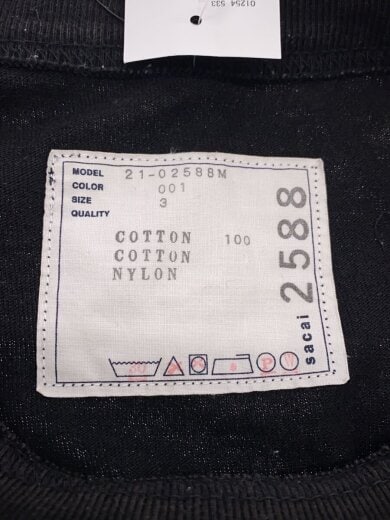 01254 533
MODEL 21-02588M
COLOR 001
SIZE 3
QUALITY
COTTON 100
COTTON
NYLON
sacai 2588
P W